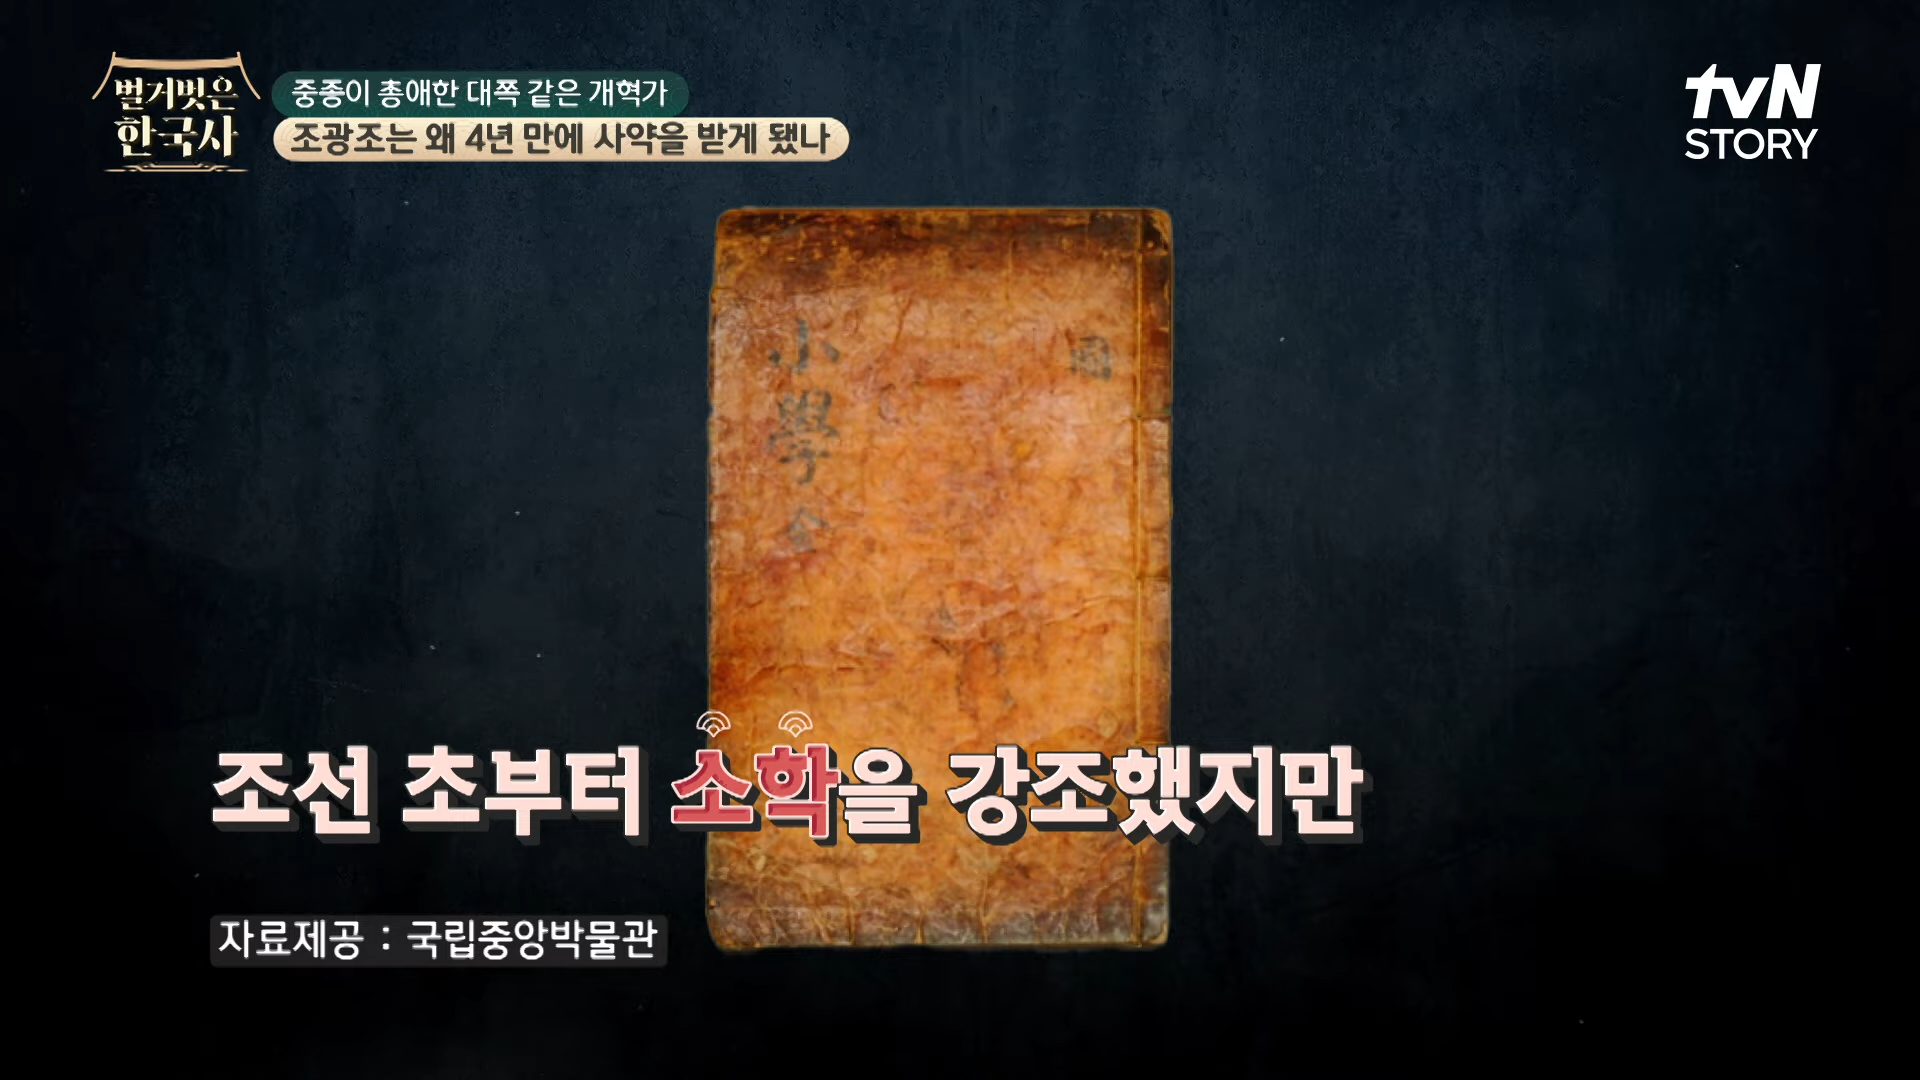 벌거벗은
한국사
중종이 총애한 대쪽 같은 개혁가
조광조는 왜 4년 만에 사약을 받게 됐나
tvN
STORY
小學
조선 초부터 소학을 강조했지만
자료제공 : 국립중앙박물관